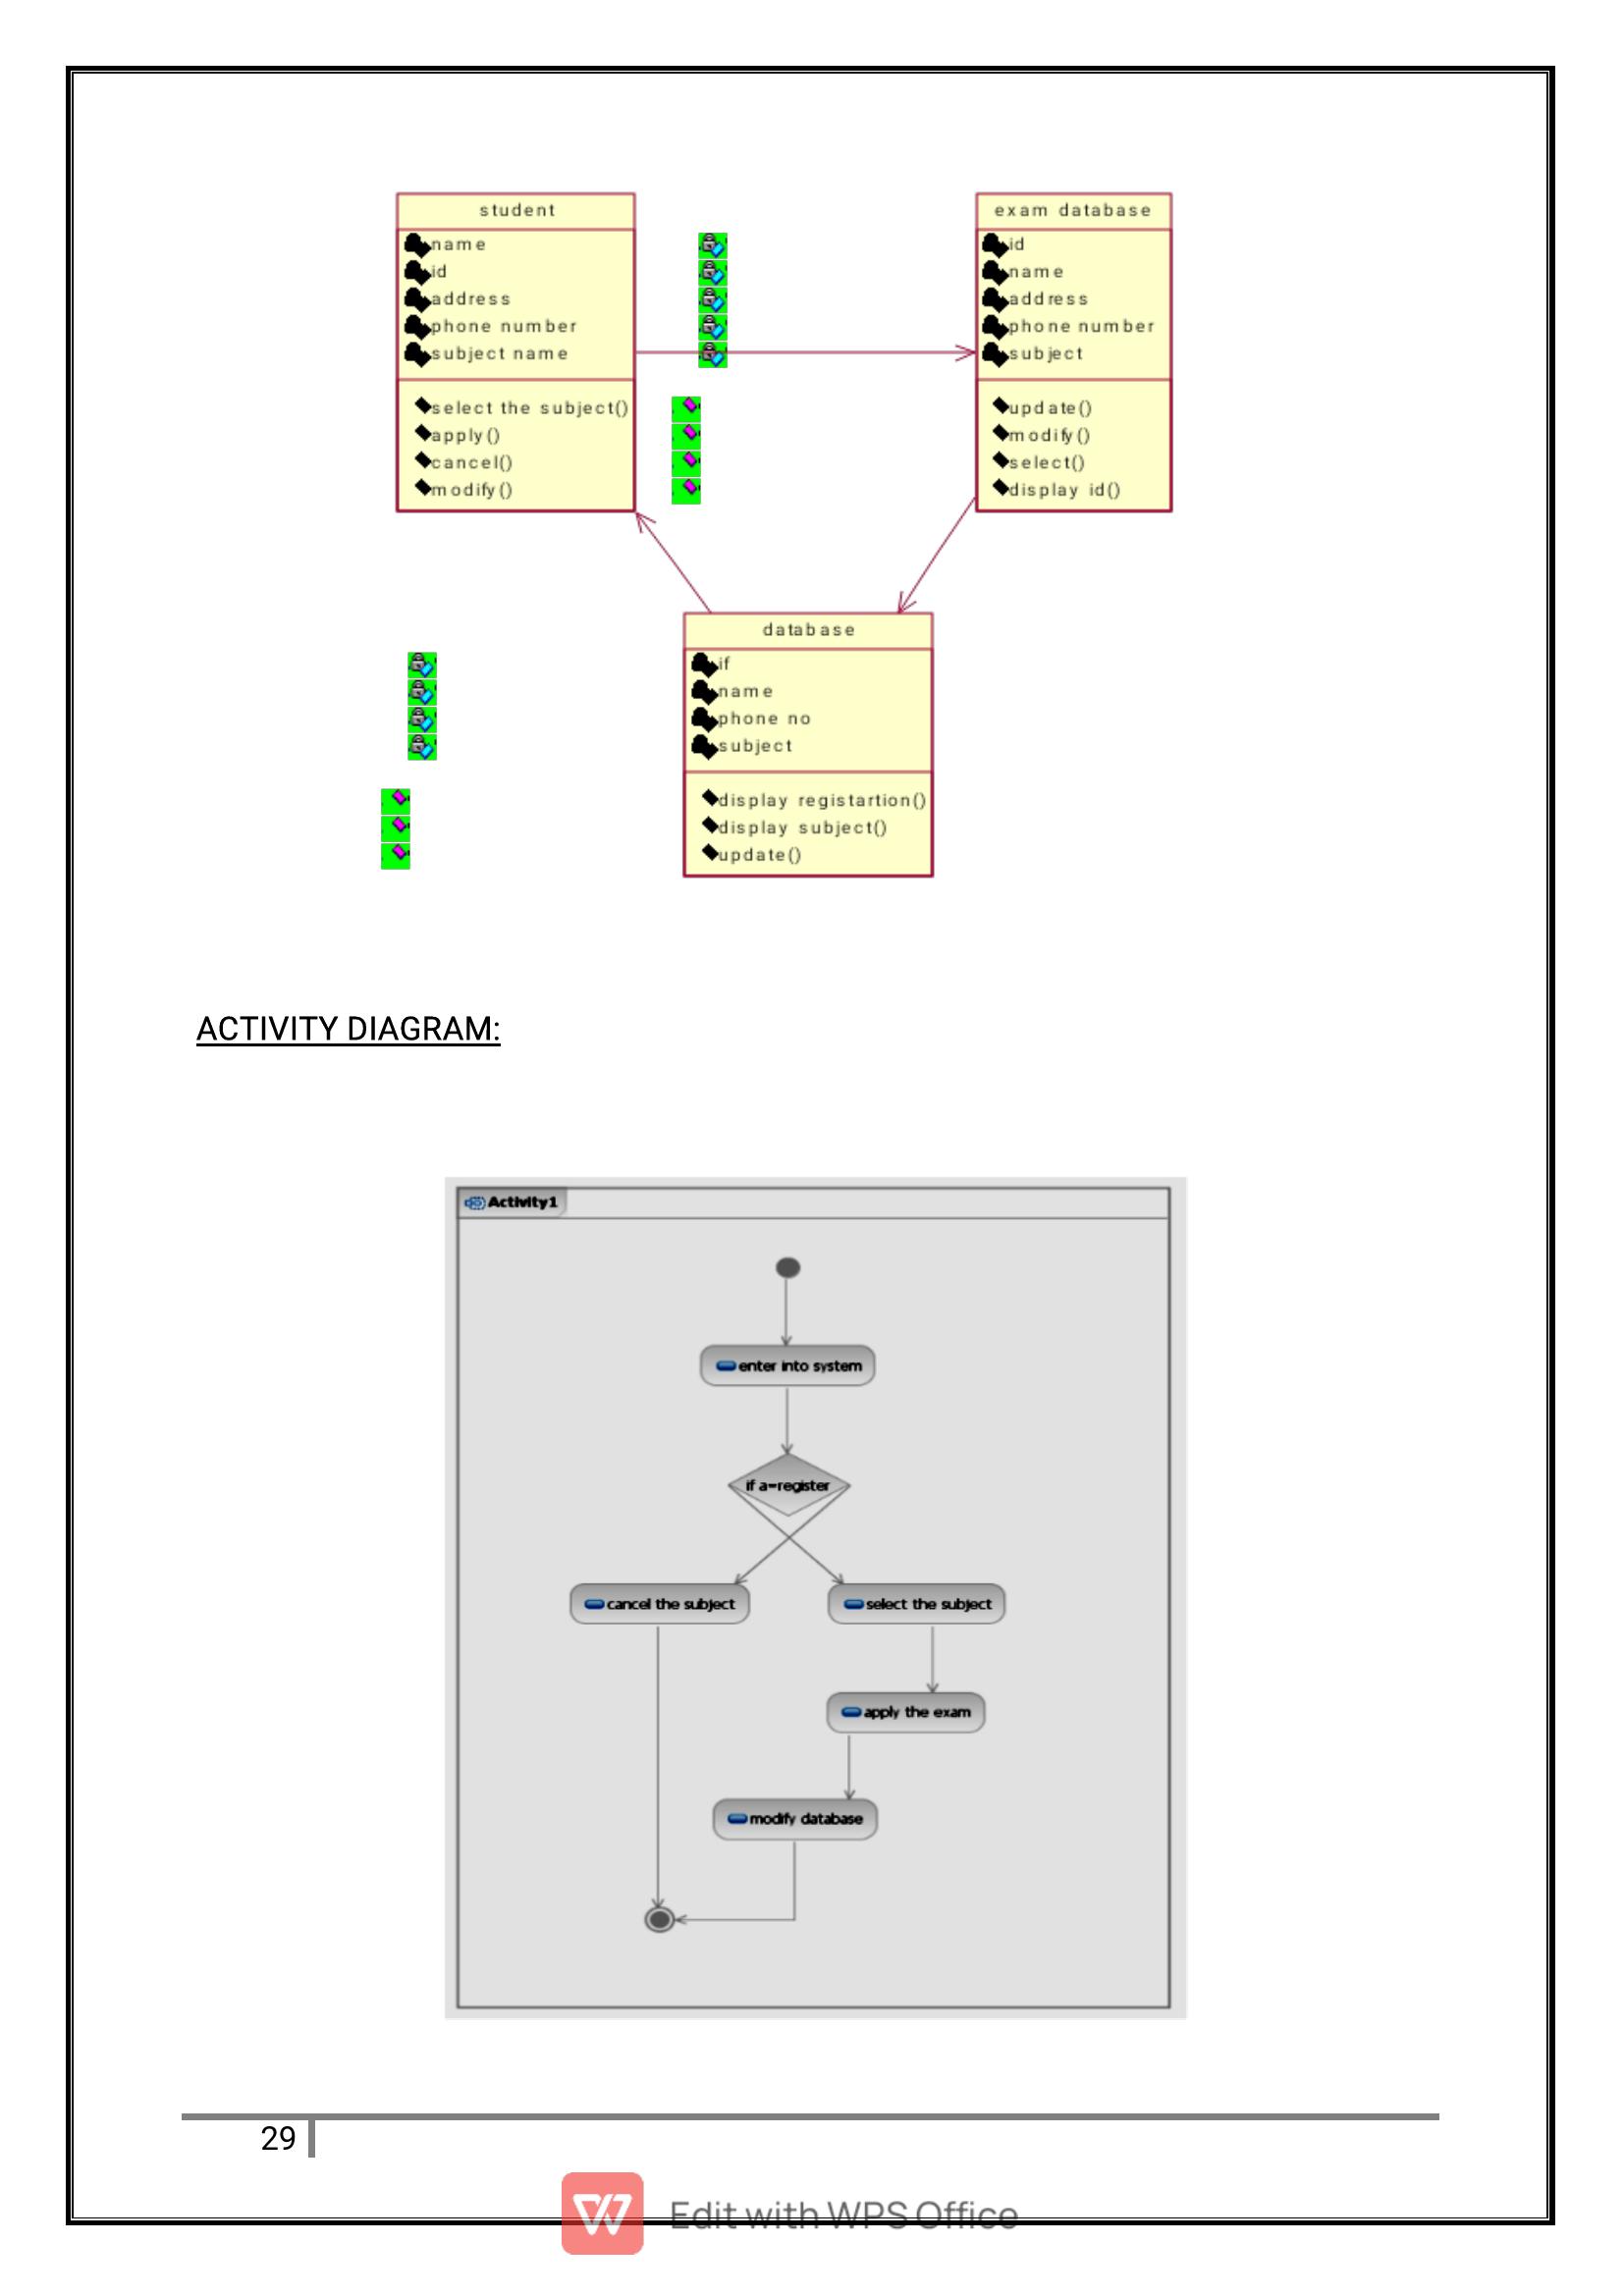 student
name
id
address
phone number
subject name
select the subject()
apply()
cancel()
modify()
exam database
id
name
address
phone number
subject
update()
modify()
select()
display id()
database
if
name
phone no
subject
display registartion()
display subject()
update()
ACTIVITY DIAGRAM:
Activity1
enter into system
if a=register
cancel the subject
select the subject
apply the exam
modify database
29
Edit with WPS Office